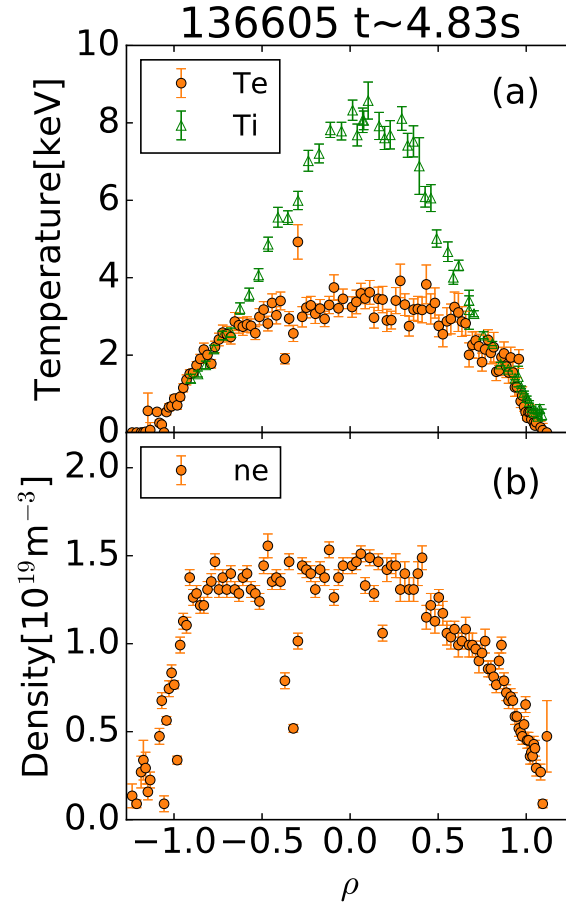 136605 t~4.83s
10
8
6
4
2
0
Temperature[keV]
Te
Ti
(a)
2.0
1.5
1.0
0.5
0.0
Density[10¹⁹m⁻³]
ne
(b)
−1.0 −0.5 0.0 0.5 1.0
ρ